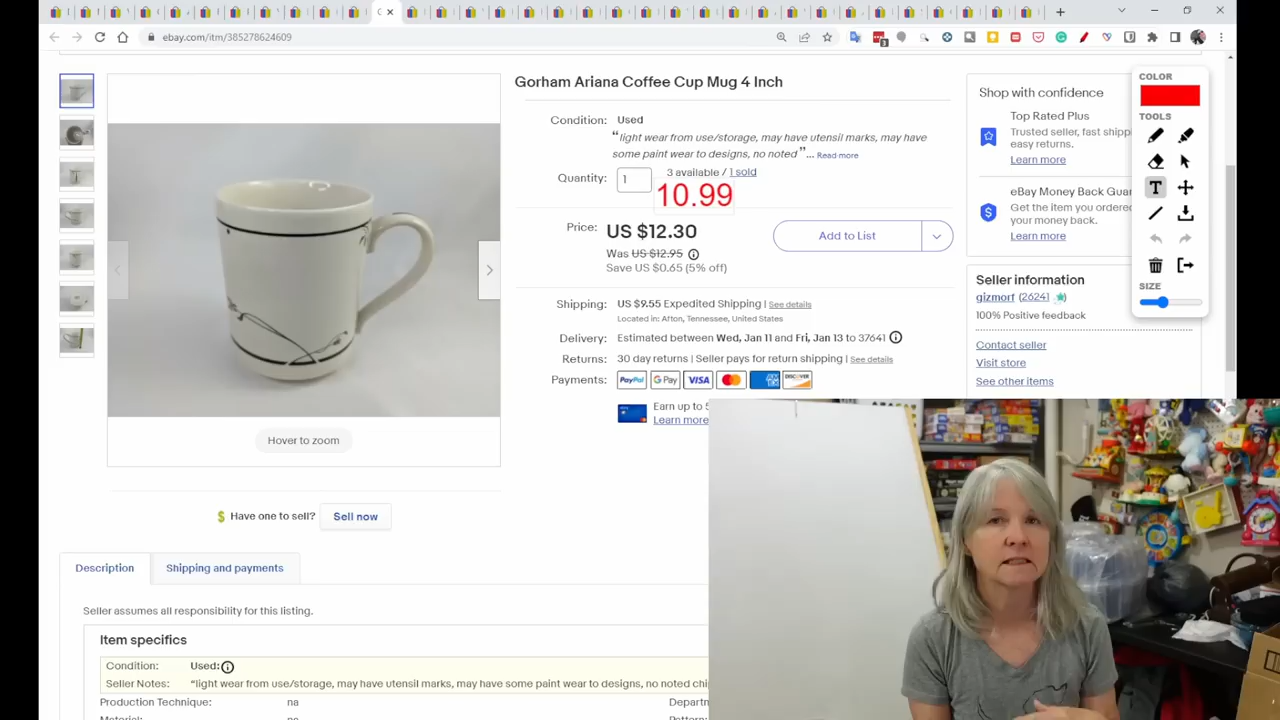 ebay.com/itm/385278624609
Gorham Ariana Coffee Cup Mug 4 Inch
Condition: Used
“light wear from use/storage, may have utensil marks, may have
some paint wear to designs, no noted ”... Read more
Quantity: 1 3 available / 1 sold
10.99
Price: US $12.30
Was US $12.95
Save US $0.65 (5% off)
Add to List
Shipping: US $9.55 Expedited Shipping | See details
Located in: Afton, Tennessee, United States
Delivery: Estimated between Wed, Jan 11 and Fri, Jan 13 to 37641
Returns: 30 day returns | Seller pays for return shipping | See details
Payments: PayPal G Pay VISA DISCOVER
Earn up to 5
Learn more
Hover to zoom
Have one to sell? Sell now
Shop with confidence
Top Rated Plus
Trusted seller, fast shipp
easy returns.
Learn more
eBay Money Back Guar
Get the item you ordered
your money back.
Learn more
Seller information
gizmorf (2624)
100% Positive feedback
Contact seller
Visit store
See other items
COLOR
TOOLS
T
SIZE
Description
Shipping and payments
Seller assumes all responsibility for this listing.
Item specifics
Condition: Used:
Seller Notes: “light wear from use/storage, may have utensil marks, may have some paint wear to designs, no noted chi
Production Technique: na
Departm